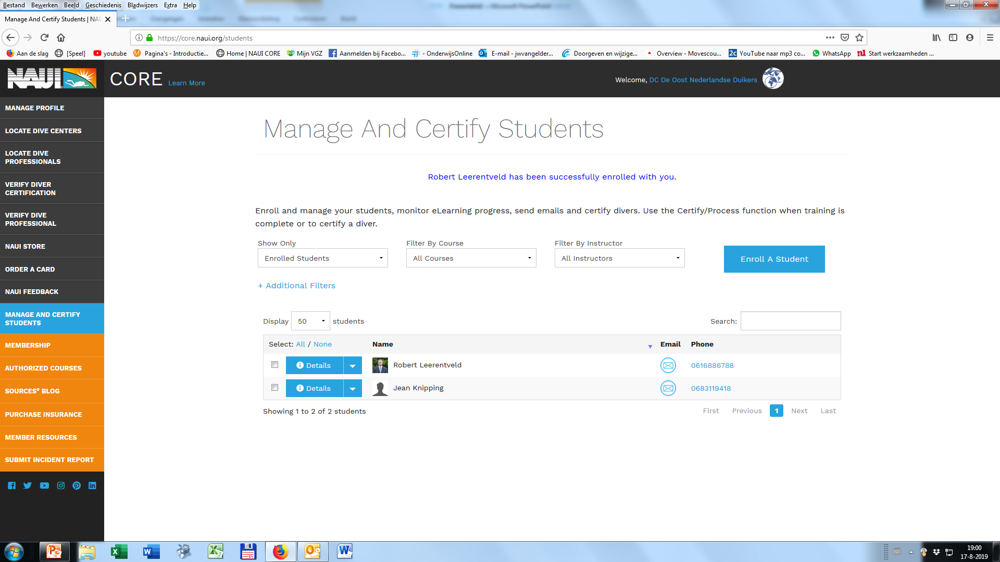 Bestand Bewerken Beeld Geschiedenis Bladwijzers Extra Help
Manage And Certify Students | NAU
https://core.naui.org/students
Aan de slag [Speel] youtube Pagina's - Introductie... Home | NAUI CORE Mijn VGZ Aanmelden bij Facebo... - OnderwijsOnline E-mail - jwvangelder... Doorgeven en wijzige... Overview - Movescou... YouTube naar mp3 co... WhatsApp Start werkzaamheden ...
NAUI CORE Learn More
Welcome, DC De Oost Nederlandse Duikers
MANAGE PROFILE
LOCATE DIVE CENTERS
LOCATE DIVE
PROFESSIONALS
VERIFY DIVER
CERTIFICATION
VERIFY DIVE
PROFESSIONAL
NAUI STORE
ORDER A CARD
NAUI FEEDBACK
MANAGE AND CERTIFY
STUDENTS
MEMBERSHIP
AUTHORIZED COURSES
SOURCES© BLOG
PURCHASE INSURANCE
MEMBER RESOURCES
SUBMIT INCIDENT REPORT
Manage And Certify Students
Robert Leerentveld has been successfully enrolled with you.
Enroll and manage your students, monitor eLearning progress, send emails and certify divers. Use the Certify/Process function when training is
complete or to certify a diver.
Show Only Filter By Course Filter By Instructor
Enrolled Students All Courses All Instructors Enroll A Student
+ Additional Filters
Display 50 students Search:
Select: All / None Name Email Phone
Details Robert Leerentveld 0616886788
Details Jean Knipping 0683119418
Showing 1 to 2 of 2 students First Previous 1 Next Last
19:00
17-8-2019